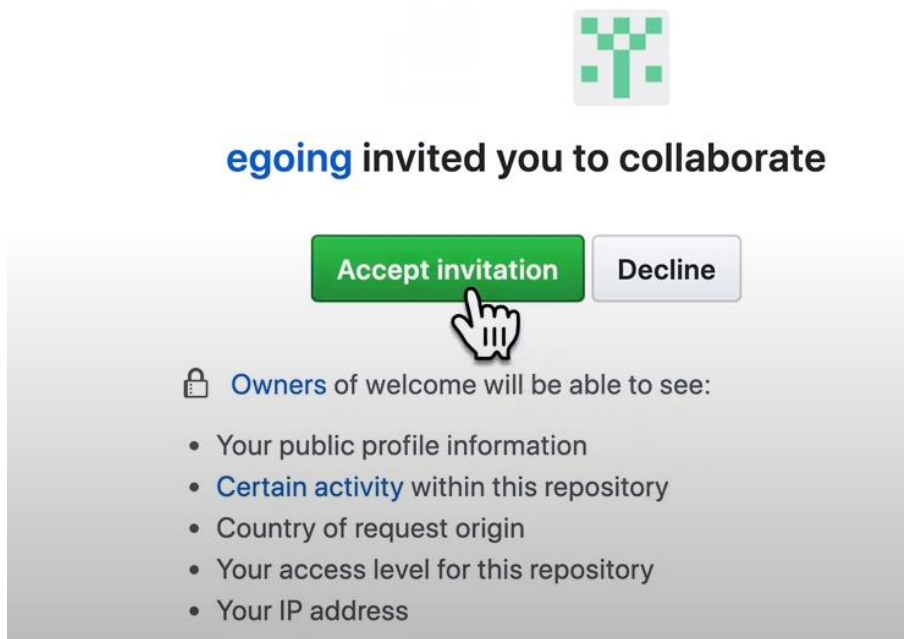 egoing invited you to collaborate
Accept invitation Decline
Owners of welcome will be able to see:
• Your public profile information
• Certain activity within this repository
• Country of request origin
• Your access level for this repository
• Your IP address